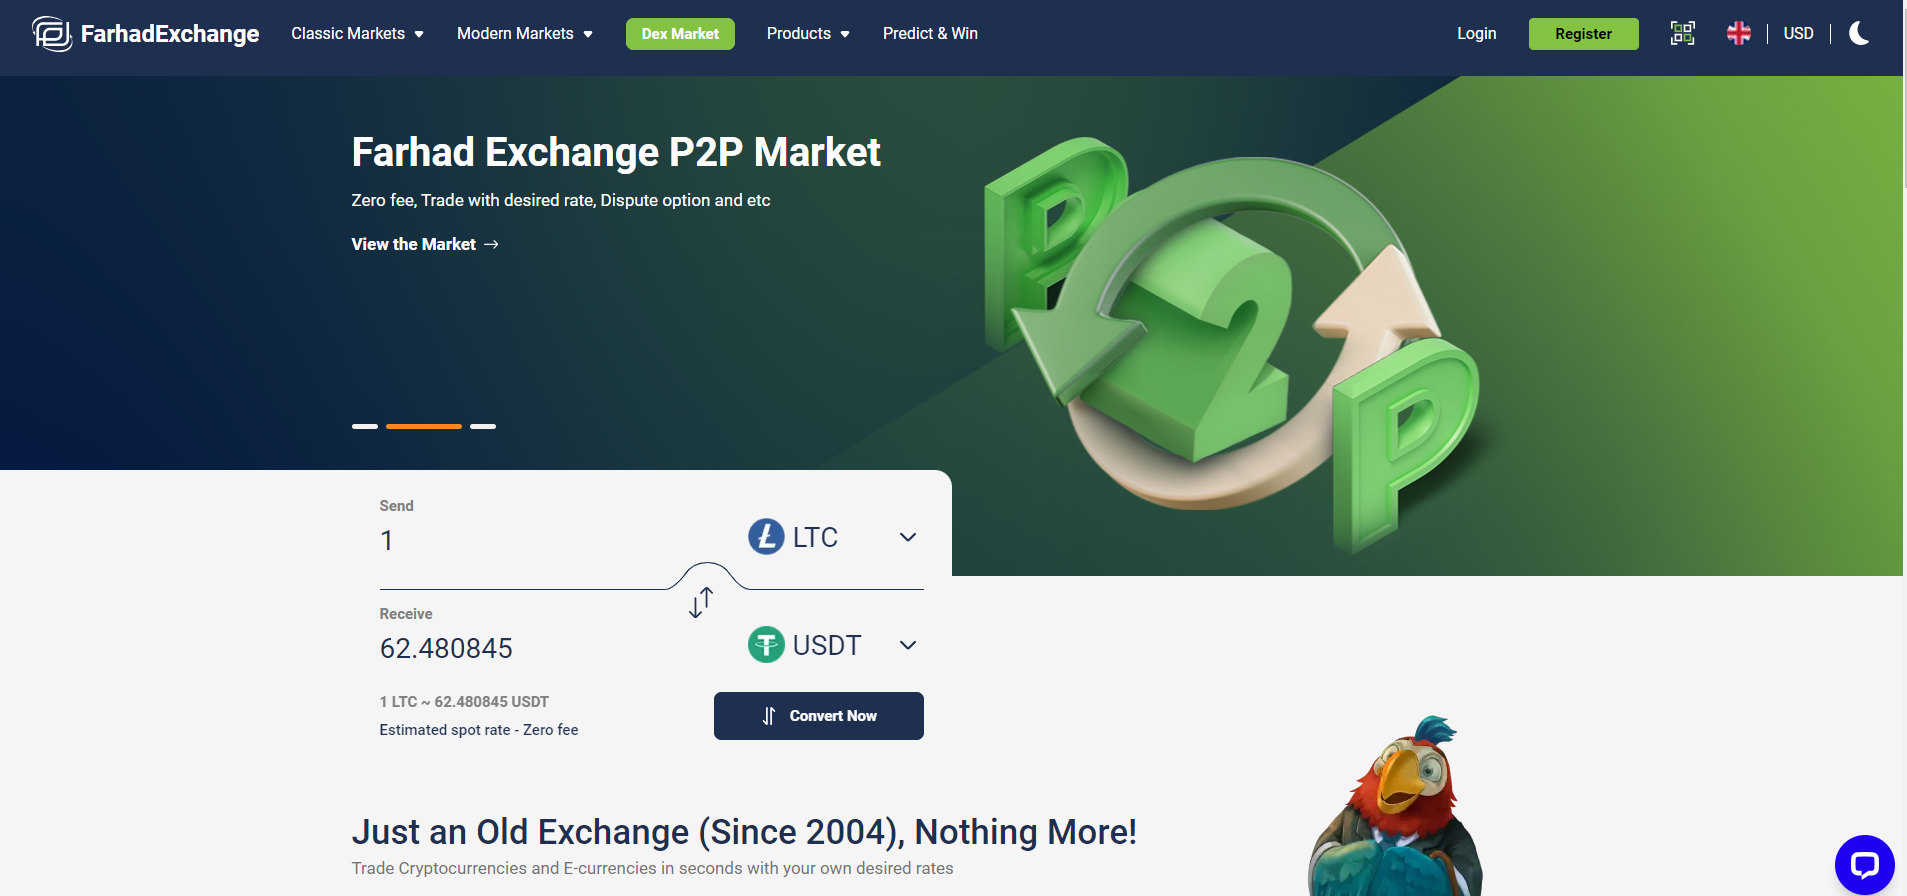 FarhadExchange
Classic Markets
Modern Markets
Dex Market
Products
Predict & Win
Login
Register
USD
Farhad Exchange P2P Market
Zero fee, Trade with desired rate, Dispute option and etc
View the Market →
P2P
Send
1
LTC
Receive
62.480845
USDT
1 LTC ~ 62.480845 USDT
Estimated spot rate - Zero fee
Convert Now
Just an Old Exchange (Since 2004), Nothing More!
Trade Cryptocurrencies and E-currencies in seconds with your own desired rates